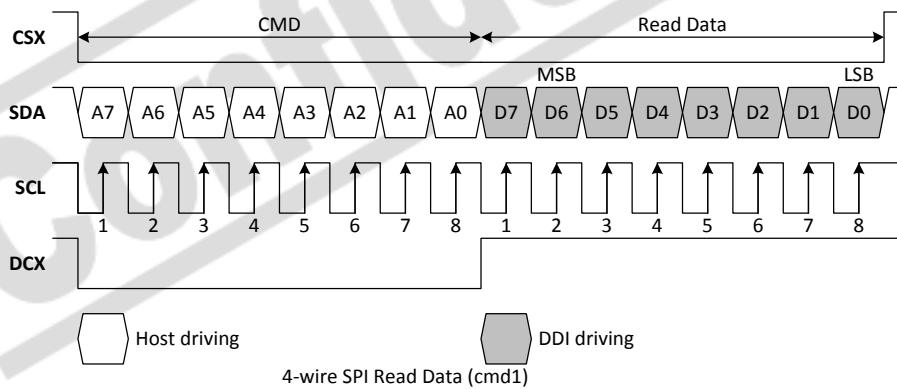 CMD Read Data
CSX
MSB LSB
SDA A7 A6 A5 A4 A3 A2 A1 A0 D7 D6 D5 D4 D3 D2 D1 D0
SCL
1 2 3 4 5 6 7 8 1 2 3 4 5 6 7 8
DCX
Host driving DDI driving
4-wire SPI Read Data (cmd1)